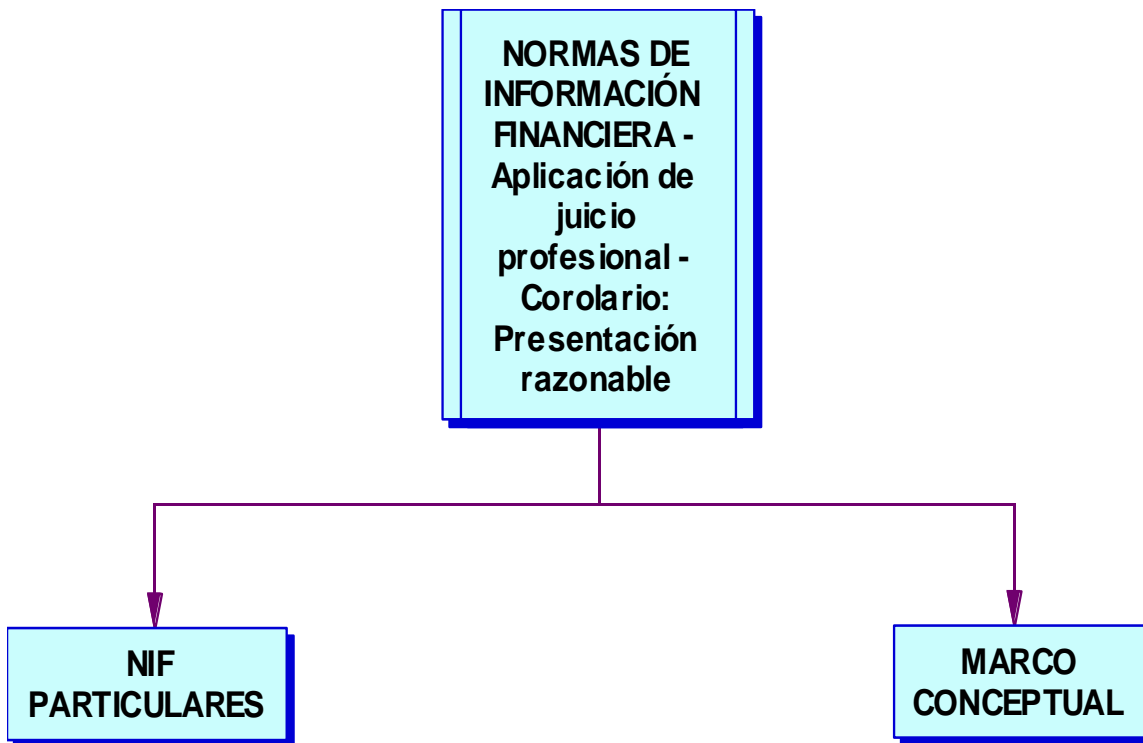 NORMAS DE
INFORMACIÓN
FINANCIERA -
Aplicación de
juicio
profesional -
Corolario:
Presentación
razonable
NIF
PARTICULARES
MARCO
CONCEPTUAL